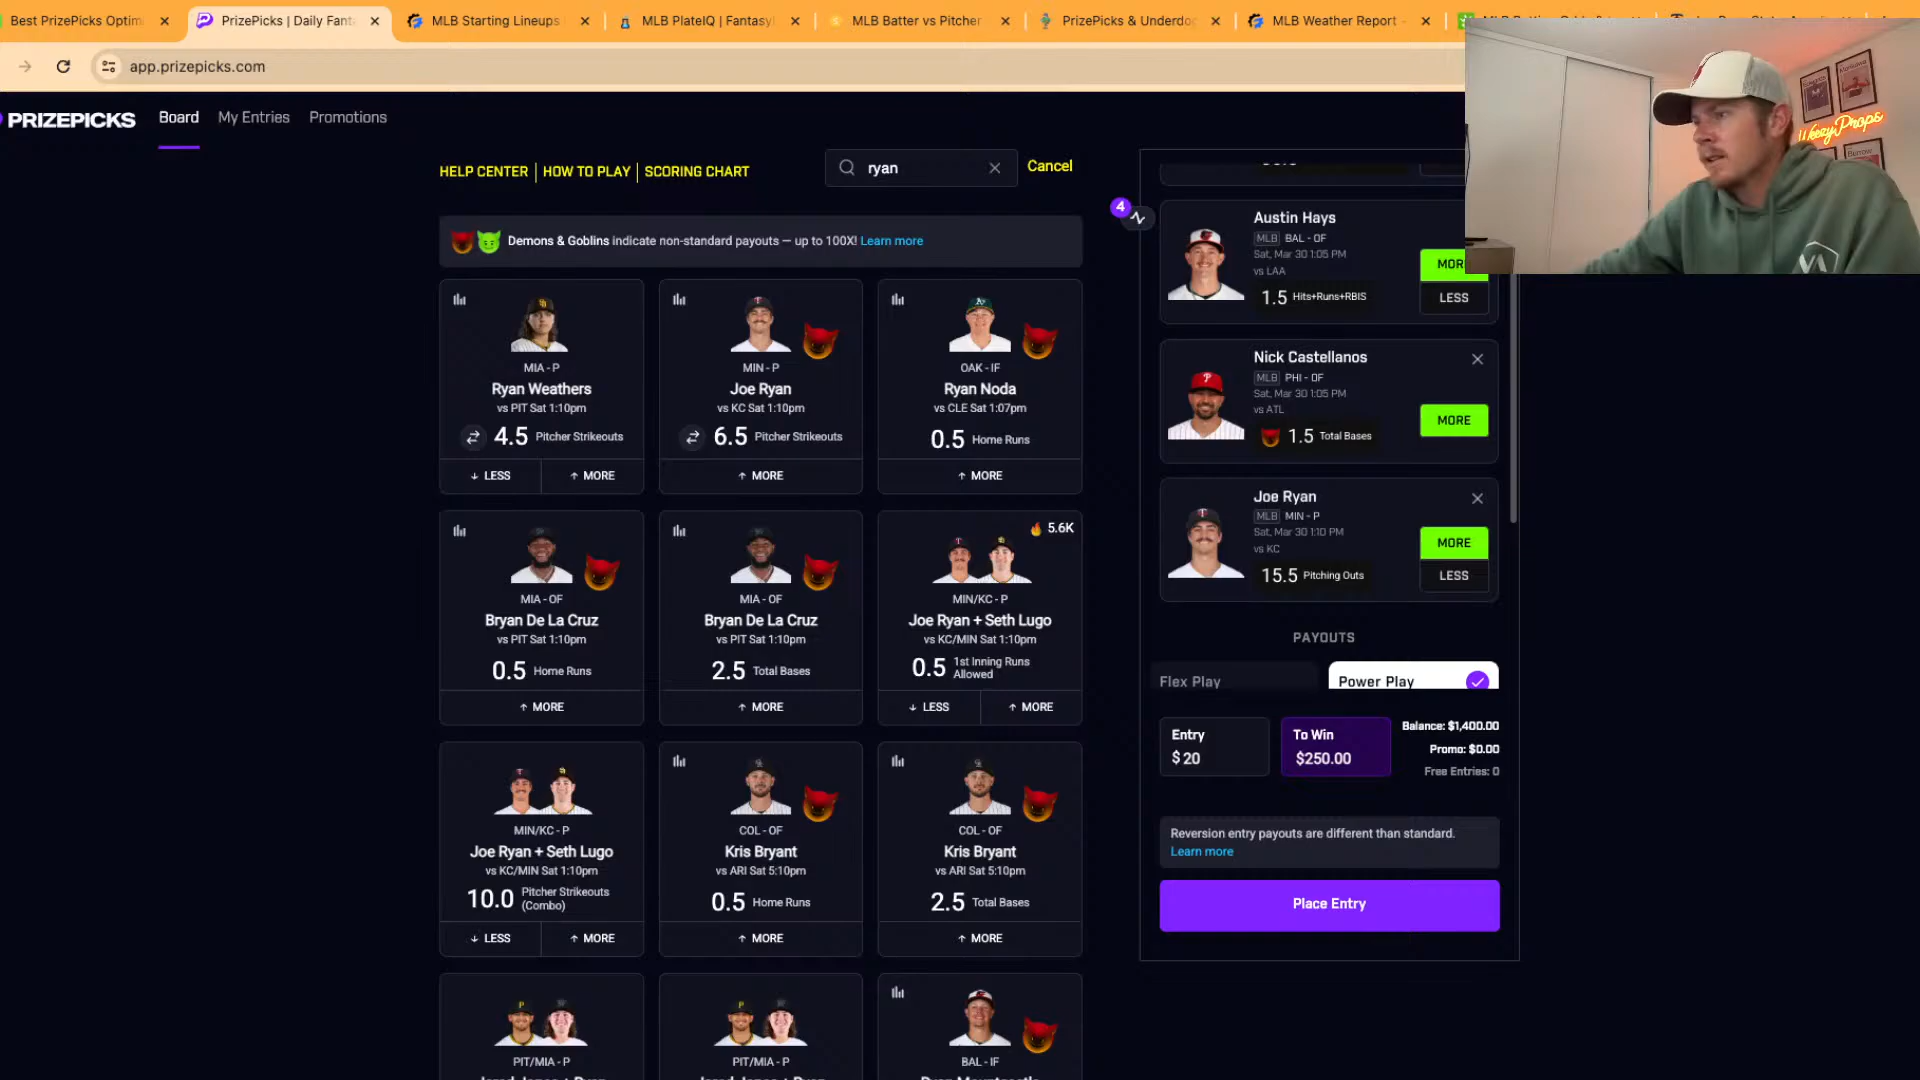 Best PrizePicks Optim
PrizePicks | Daily Fant
MLB Starting Lineups
MLB PlateIQ | Fantasy
MLB Batter vs Pitcher
PrizePicks & Underdo
MLB Weather Report -
app.prizepicks.com
PRIZEPICKS
Board
My Entries
Promotions
HELP CENTER
HOW TO PLAY
SCORING CHART
ryan
Cancel
Demons & Goblins indicate non-standard payouts — up to 100X! Learn more
MIA - P
Ryan Weathers
vs PIT Sat 1:10pm
4.5 Pitcher Strikeouts
LESS
MORE
MIN - P
Joe Ryan
vs KC Sat 1:10pm
6.5 Pitcher Strikeouts
MORE
OAK - IF
Ryan Noda
vs CLE Sat 1:07pm
0.5 Home Runs
MORE
MIA - OF
Bryan De La Cruz
vs PIT Sat 1:10pm
0.5 Home Runs
MORE
MIA - OF
Bryan De La Cruz
vs PIT Sat 1:10pm
2.5 Total Bases
MORE
5.6K
MIN/KC - P
Joe Ryan + Seth Lugo
vs KC/MIN Sat 1:10pm
0.5 1st Inning Runs
Allowed
LESS
MORE
MIN/KC - P
Joe Ryan + Seth Lugo
vs KC/MIN Sat 1:10pm
10.0 Pitcher Strikeouts
(Combo)
LESS
MORE
COL - OF
Kris Bryant
vs ARI Sat 5:10pm
0.5 Home Runs
MORE
COL - OF
Kris Bryant
vs ARI Sat 5:10pm
2.5 Total Bases
MORE
PIT/MIA - P
PIT/MIA - P
BAL - IF
4
Austin Hays
MLB BAL - OF
Sat, Mar 30 1:05 PM
vs LAA
1.5 Hits+Runs+RBIS
MOR
LESS
Nick Castellanos
MLB PHI - OF
Sat, Mar 30 1:05 PM
vs ATL
1.5 Total Bases
MORE
Joe Ryan
MLB MIN - P
Sat, Mar 30 1:10 PM
vs KC
15.5 Pitching Outs
MORE
LESS
PAYOUTS
Flex Play
Power Play
Entry
$ 20
To Win
$250.00
Balance: $1,400.00
Promo: $0.00
Free Entries: 0
Reversion entry payouts are different than standard.
Learn more
Place Entry
WeezyProps